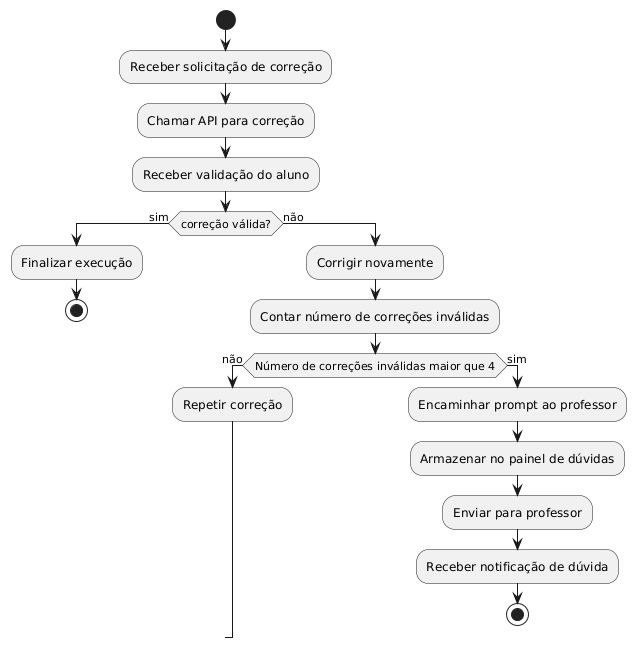 Receber solicitação de correção
Chamar API para correção
Receber validação do aluno
sim
correção válida?
não
Finalizar execução
Corrigir novamente
Contar número de correções inválidas
não
Número de correções inválidas maior que 4
sim
Repetir correção
Encaminhar prompt ao professor
Armazenar no painel de dúvidas
Enviar para professor
Receber notificação de dúvida